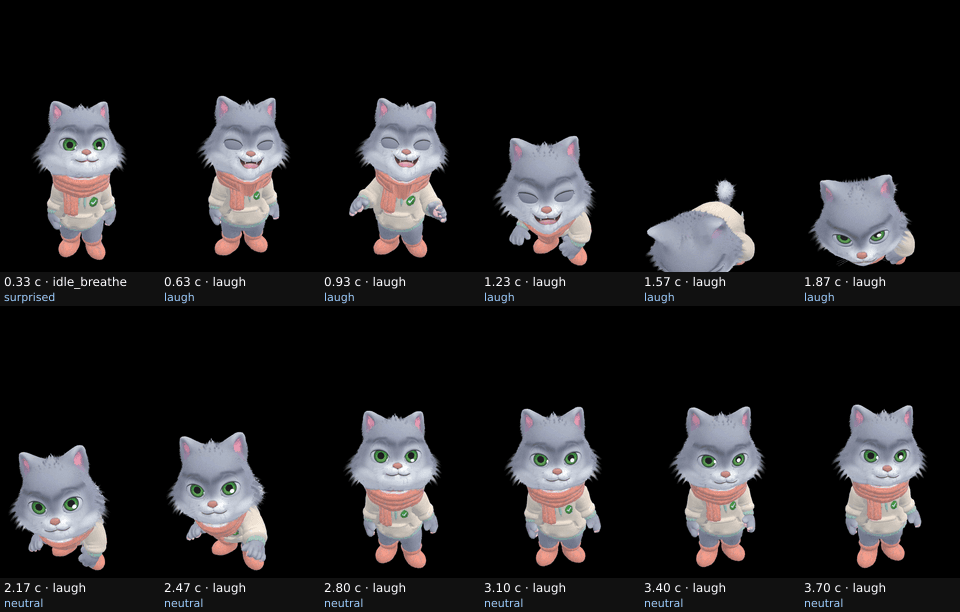 0.33 c · idle_breathe
surprised
0.63 c · laugh
laugh
0.93 c · laugh
laugh
1.23 c · laugh
laugh
1.57 c · laugh
laugh
1.87 c · laugh
laugh
2.17 c · laugh
neutral
2.47 c · laugh
neutral
2.80 c · laugh
neutral
3.10 c · laugh
neutral
3.40 c · laugh
neutral
3.70 c · laugh
neutral